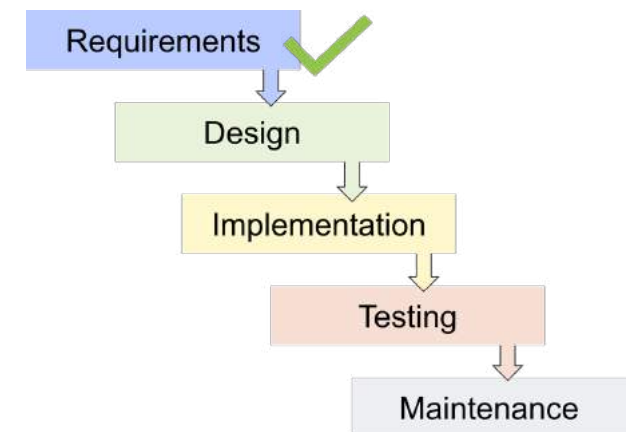 Requirements
Design
Implementation
Testing
Maintenance